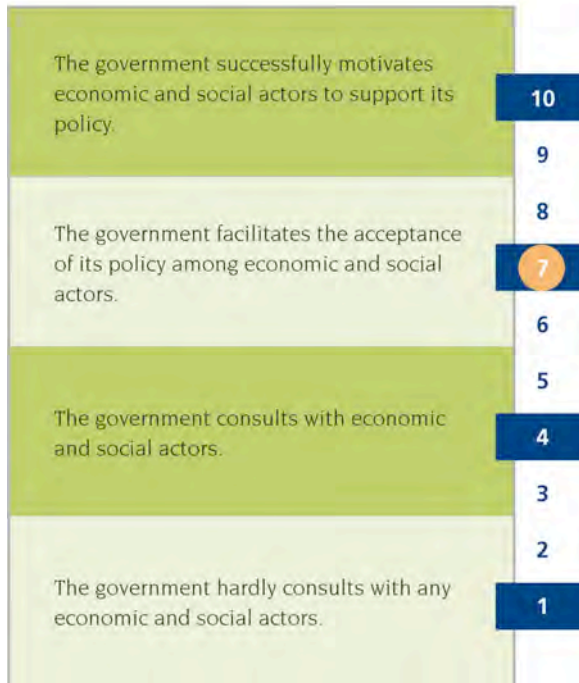 The government successfully motivates
economic and social actors to support its
policy.
10
9
8
The government facilitates the acceptance
of its policy among economic and social
actors.
7
6
5
The government consults with economic
and social actors.
4
3
2
The government hardly consults with any
economic and social actors.
1